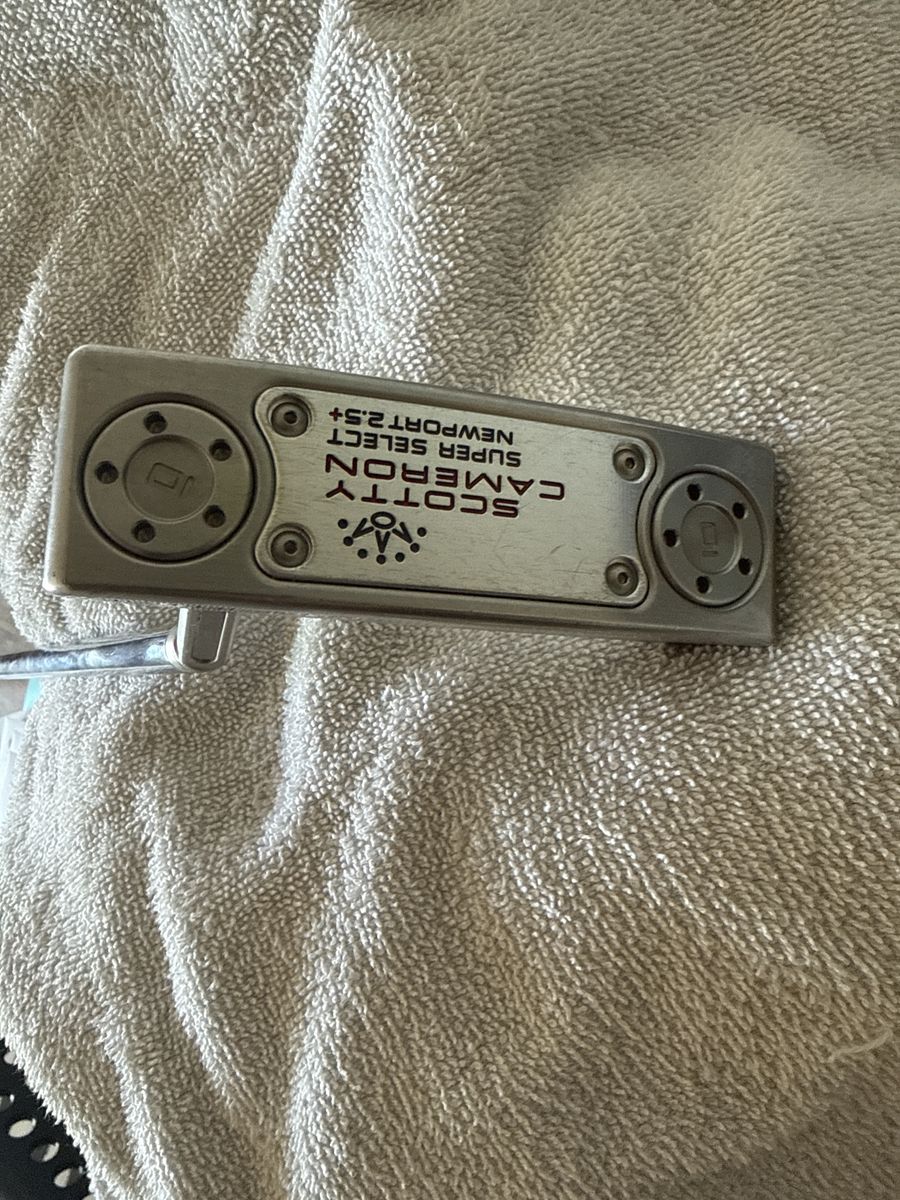 SCOTTY
CAMERON
SUPER SELECT
NEWPORT 2.5+